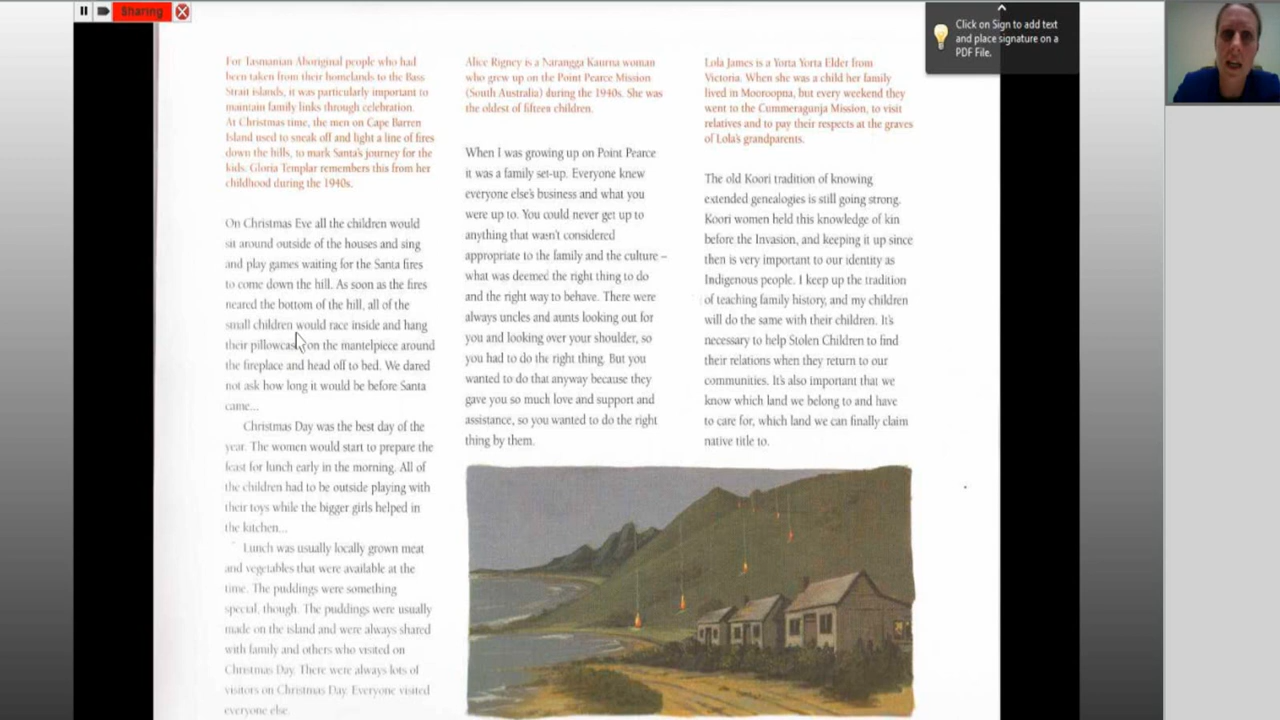 Sharing
Click on Sign to add text
and place signature on a
PDF File.
For Tasmanian Aboriginal people who had
been taken from their homelands to the Bass
Strait islands, it was particularly important to
maintain family links through celebration.
At Christmas time, the men on Cape Barren
Island used to sneak off and light a line of fires
down the hills, to mark Santa's journey for the
kids. Gloria Templar remembers this from her
childhood during the 1940s.
On Christmas Eve all the children would
sit around outside of the houses and sing
and play games waiting for the Santa fires
to come down the hill. As soon as the fires
neared the bottom of the hill, all of the
small children would race inside and hang
their pillowcases on the mantelpiece around
the fireplace and head off to bed. We dared
not ask how long it would be before Santa
came...
Christmas Day was the best day of the
year. The women would start to prepare the
feast for lunch early in the morning. All of
the children had to be outside playing with
their toys while the bigger girls helped in
the kitchen...
Lunch was usually locally grown meat
and vegetables that were available at the
time. The puddings were something
special, though. The puddings were usually
made on the island and were always shared
with family and others who visited on
Christmas Day. There were always lots of
visitors on Christmas Day. Everyone visited
everyone else.
Alice Rigney is a Narangga Kaurna woman
who grew up on the Point Pearce Mission
(South Australia) during the 1940s. She was
the oldest of fifteen children.
When I was growing up on Point Pearce
it was a family set-up. Everyone knew
everyone else's business and what you
were up to. You could never get up to
anything that wasn't considered
appropriate to the family and the culture –
what was deemed the right thing to do
and the right way to behave. There were
always uncles and aunts looking out for
you and looking over your shoulder, so
you had to do the right thing. But you
wanted to do that anyway because they
gave you so much love and support and
assistance, so you wanted to do the right
thing by them.
Lola James is a Yorta Yorta Elder from
Victoria. When she was a child her family
lived in Mooroopna, but every weekend they
went to the Cummeragunja Mission, to visit
relatives and to pay their respects at the graves
of Lola's grandparents.
The old Koori tradition of knowing
extended genealogies is still going strong.
Koori women held this knowledge of kin
before the Invasion, and keeping it up since
then is very important to our identity as
Indigenous people. I keep up the tradition
of teaching family history, and my children
will do the same with their children. It's
necessary to help Stolen Children to find
their relations when they return to our
communities. It's also important that we
know which land we belong to and have
to care for, which land we can finally claim
native title to.